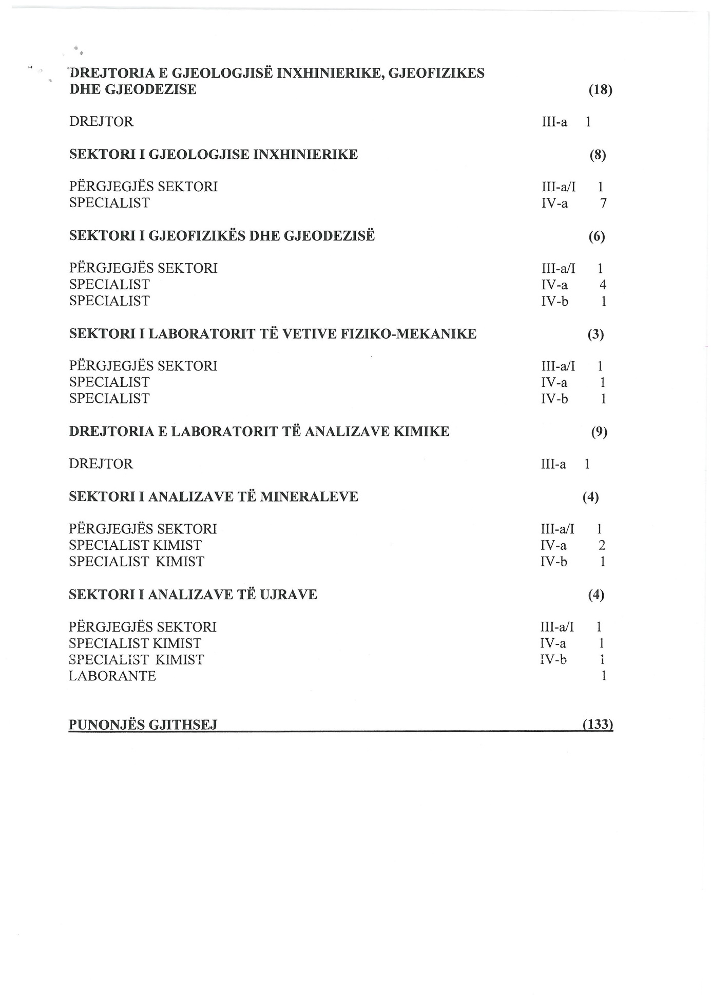 DREJTORIA E GJEOLOGJISË INXHINIERIKE, GJEOFIZIKES
DHE GJEODEZISE (18)
DREJTOR III-a 1
SEKTORI I GJEOLOGJISE INXHINIERIKE (8)
PËRGJEGJËS SEKTORI III-a/I 1
SPECIALIST IV-a 7
SEKTORI I GJEOFIZIKËS DHE GJEODEZISË (6)
PËRGJEGJËS SEKTORI III-a/I 1
SPECIALIST IV-a 4
SPECIALIST IV-b 1
SEKTORI I LABORATORIT TË VETIVE FIZIKO-MEKANIKE (3)
PËRGJEGJËS SEKTORI III-a/I 1
SPECIALIST IV-a 1
SPECIALIST IV-b 1
DREJTORIA E LABORATORIT TË ANALIZAVE KIMIKE (9)
DREJTOR III-a 1
SEKTORI I ANALIZAVE TË MINERALEVE (4)
PËRGJEGJËS SEKTORI III-a/I 1
SPECIALIST KIMIST IV-a 2
SPECIALIST KIMIST IV-b 1
SEKTORI I ANALIZAVE TË UJRAVE (4)
PËRGJEGJËS SEKTORI III-a/I 1
SPECIALIST KIMIST IV-a 1
SPECIALIST KIMIST IV-b 1
LABORANTE 1
PUNONJËS GJITHSEJ (133)